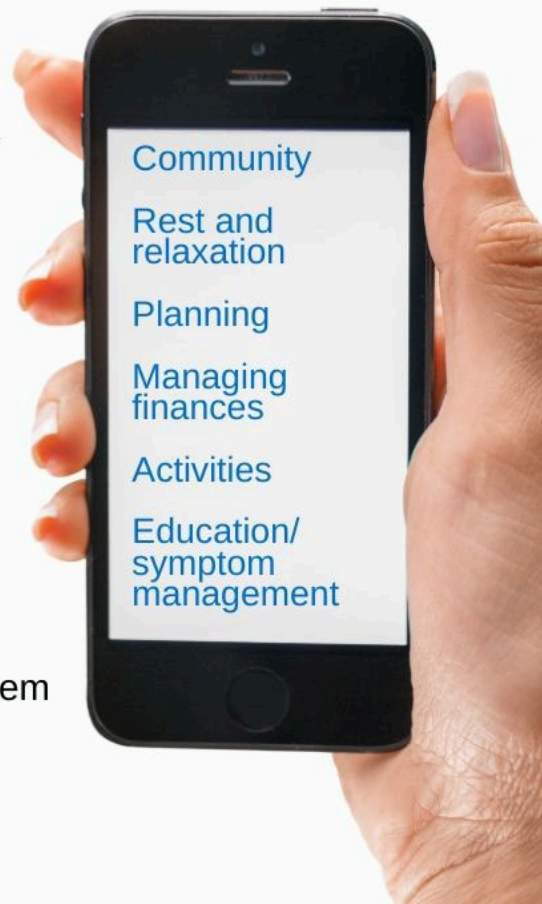 Community
Rest and
relaxation
Planning
Managing
finances
Activities
Education/
symptom
management
em